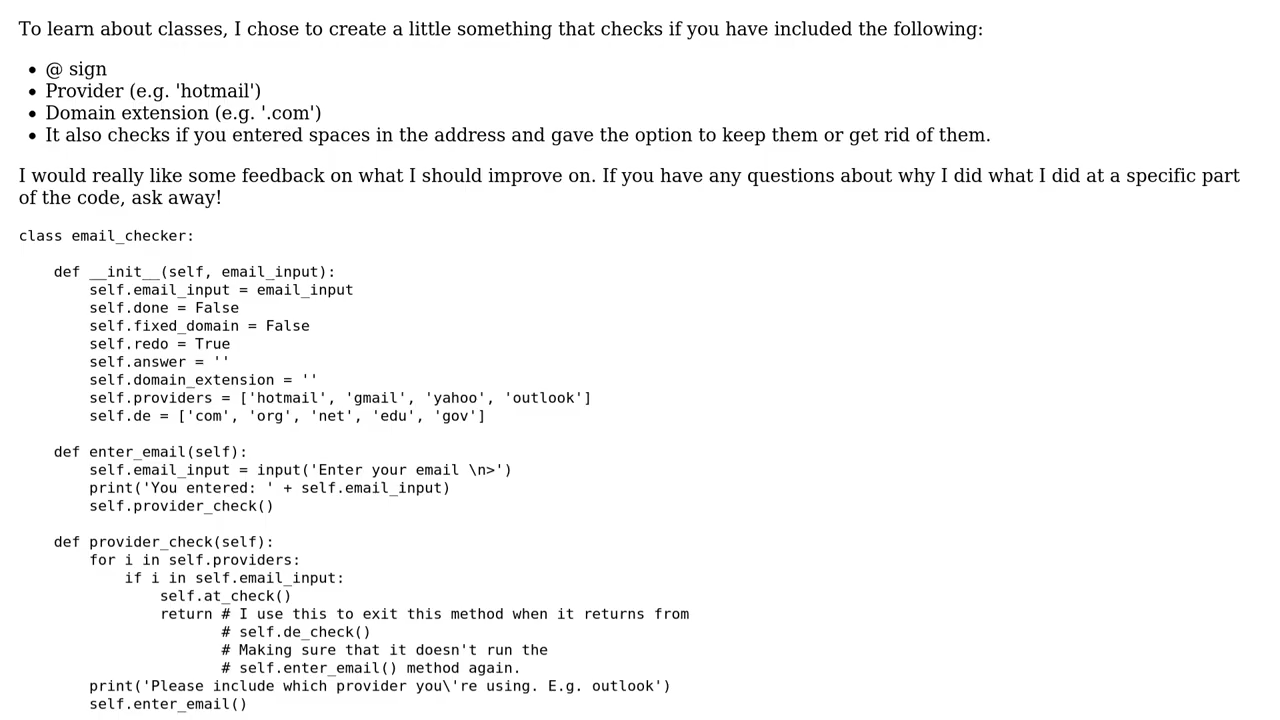 To learn about classes, I chose to create a little something that checks if you have included the following:
• @ sign
• Provider (e.g. 'hotmail')
• Domain extension (e.g. '.com')
• It also checks if you entered spaces in the address and gave the option to keep them or get rid of them.
I would really like some feedback on what I should improve on. If you have any questions about why I did what I did at a specific part
of the code, ask away!
class email_checker:
    def __init__(self, email_input):
        self.email_input = email_input
        self.done = False
        self.fixed_domain = False
        self.redo = True
        self.answer = ''
        self.domain_extension = ''
        self.providers = ['hotmail', 'gmail', 'yahoo', 'outlook']
        self.de = ['com', 'org', 'net', 'edu', 'gov']
    def enter_email(self):
        self.email_input = input('Enter your email \n>')
        print('You entered: ' + self.email_input)
        self.provider_check()
    def provider_check(self):
        for i in self.providers:
            if i in self.email_input:
                self.at_check()
                return # I use this to exit this method when it returns from
                       # self.de_check()
                       # Making sure that it doesn't run the
                       # self.enter_email() method again.
        print('Please include which provider you\'re using. E.g. outlook')
        self.enter_email()